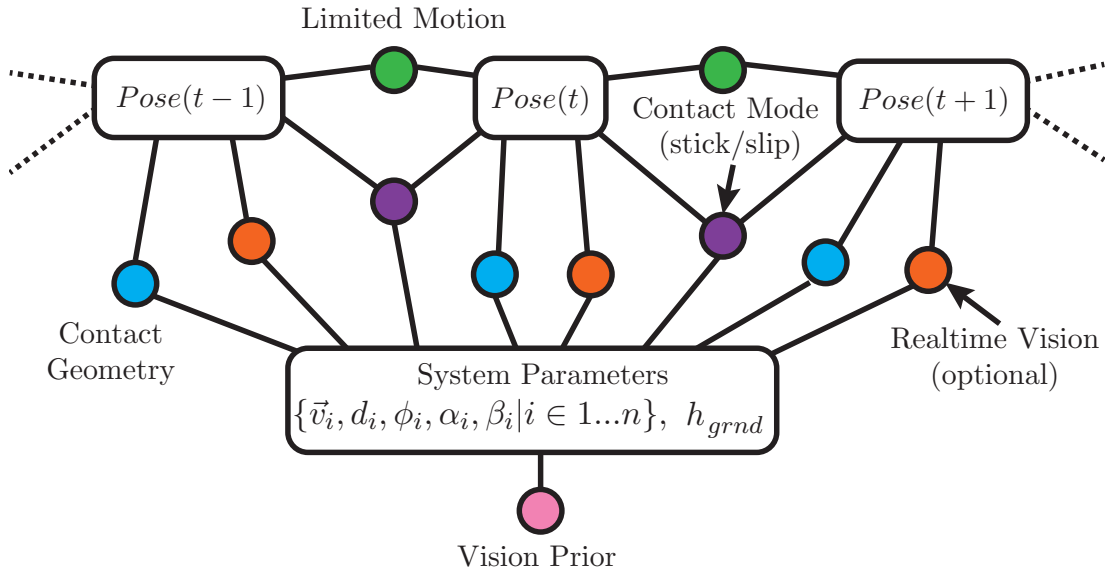 Limited Motion
Pose(t − 1)
Pose(t)
Contact Mode
(stick/slip)
Pose(t + 1)
Contact
Geometry
Realtime Vision
(optional)
System Parameters
{v⃗ᵢ, dᵢ, ϕᵢ, αᵢ, βᵢ|i ∈ 1...n}, h_grnd
Vision Prior